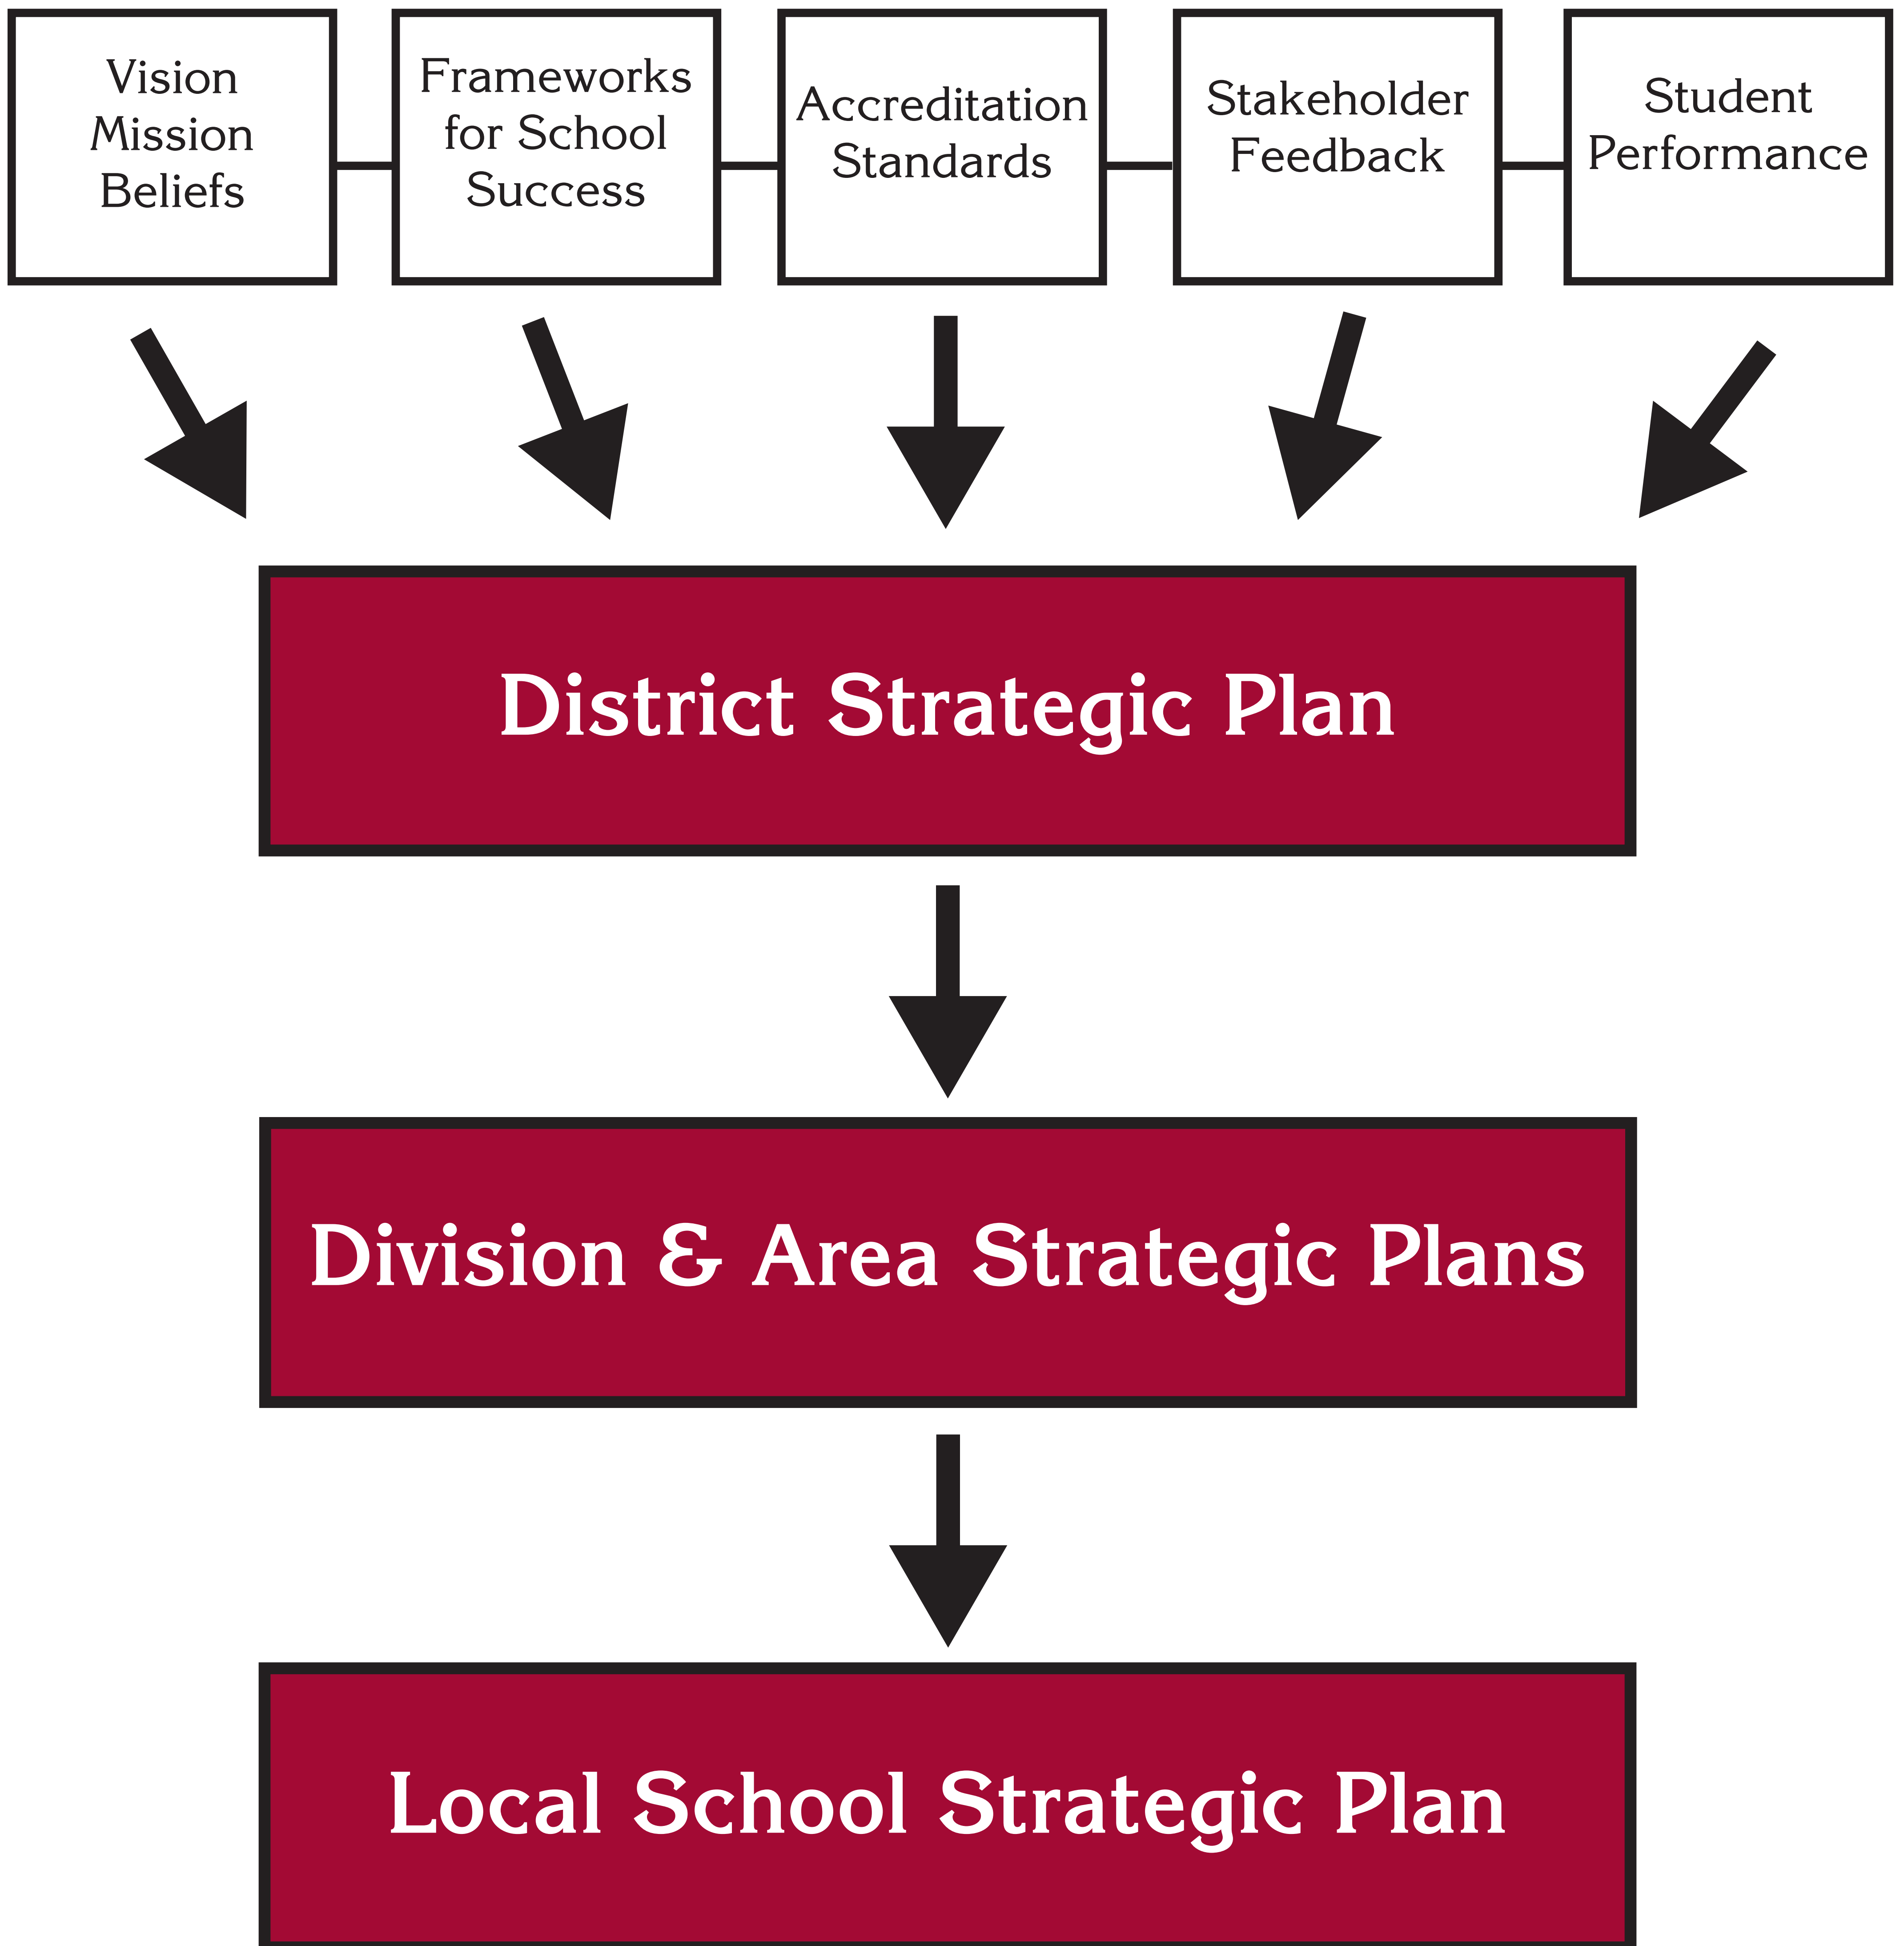 Vision
Mission
Beliefs
Frameworks
for School
Success
Accreditation
Standards
Stakeholder
Feedback
Student
Performance
District Strategic Plan
Division & Area Strategic Plans
Local School Strategic Plan